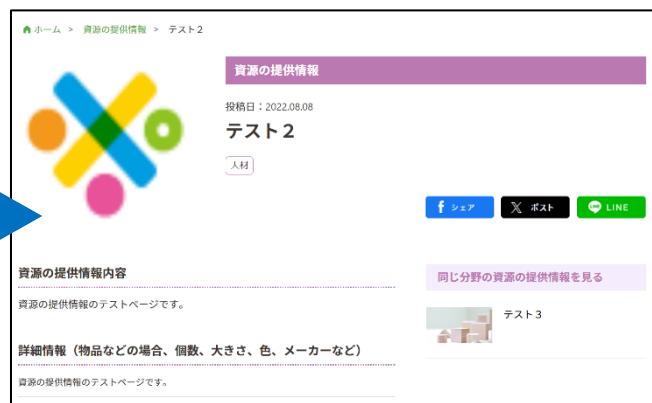 ホーム > 資源の提供情報 > テスト2
資源の提供情報
投稿日：2022.08.08
テスト2
人材
シェア
ポスト
LINE
資源の提供情報内容
資源の提供情報のテストページです。
詳細情報（物品などの場合、個数、大きさ、色、メーカーなど）
資源の提供情報のテストページです。
同じ分野の資源の提供情報を見る
テスト3